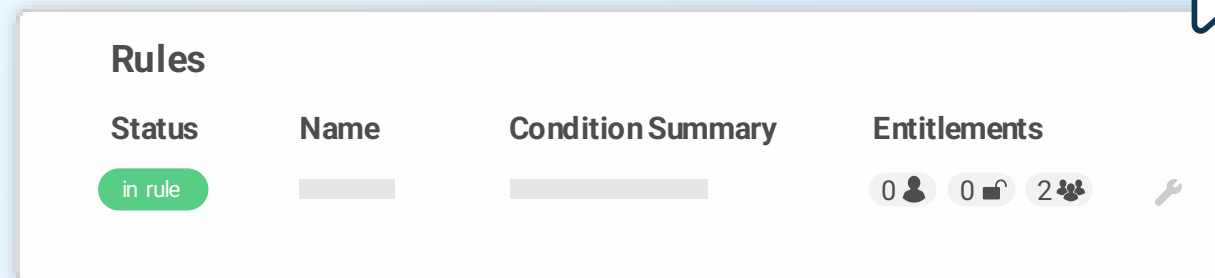 Rules
Status Name Condition Summary Entitlements
in rule 0 0 2